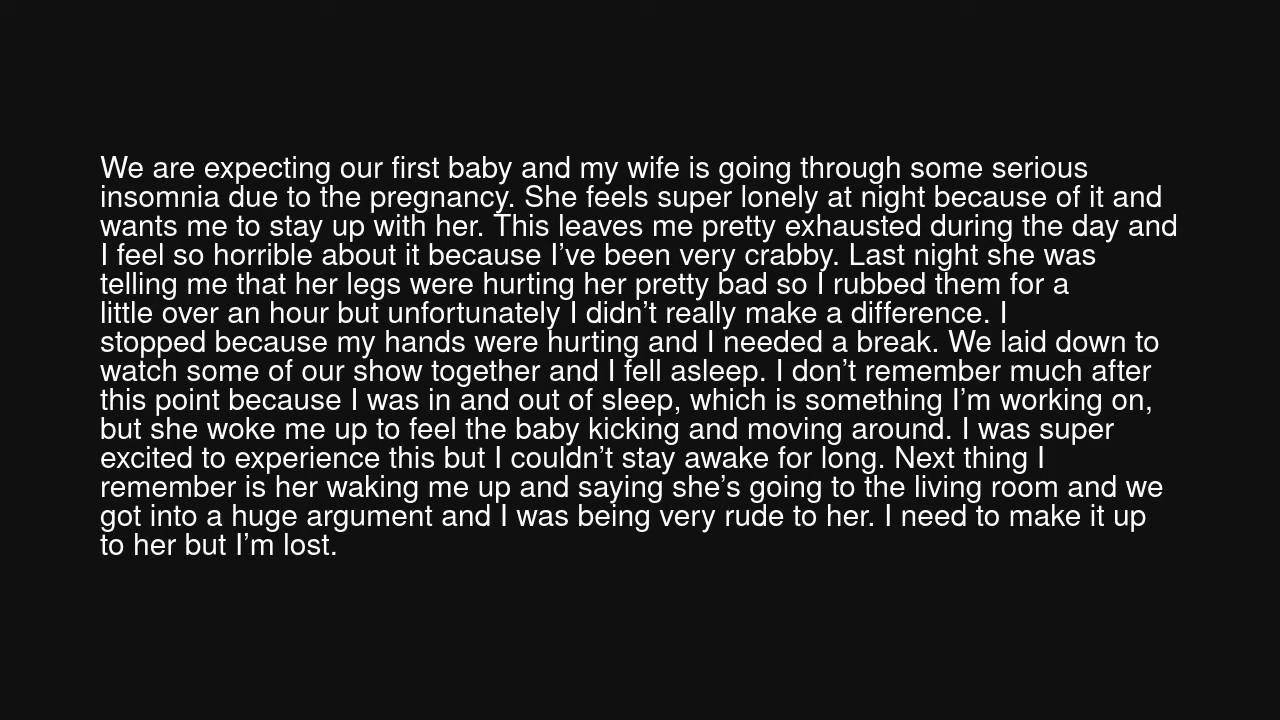 We are expecting our first baby and my wife is going through some serious
insomnia due to the pregnancy. She feels super lonely at night because of it and
wants me to stay up with her. This leaves me pretty exhausted during the day and
I feel so horrible about it because I’ve been very crabby. Last night she was
telling me that her legs were hurting her pretty bad so I rubbed them for a
little over an hour but unfortunately I didn’t really make a difference. I
stopped because my hands were hurting and I needed a break. We laid down to
watch some of our show together and I fell asleep. I don’t remember much after
this point because I was in and out of sleep, which is something I’m working on,
but she woke me up to feel the baby kicking and moving around. I was super
excited to experience this but I couldn’t stay awake for long. Next thing I
remember is her waking me up and saying she’s going to the living room and we
got into a huge argument and I was being very rude to her. I need to make it up
to her but I’m lost.